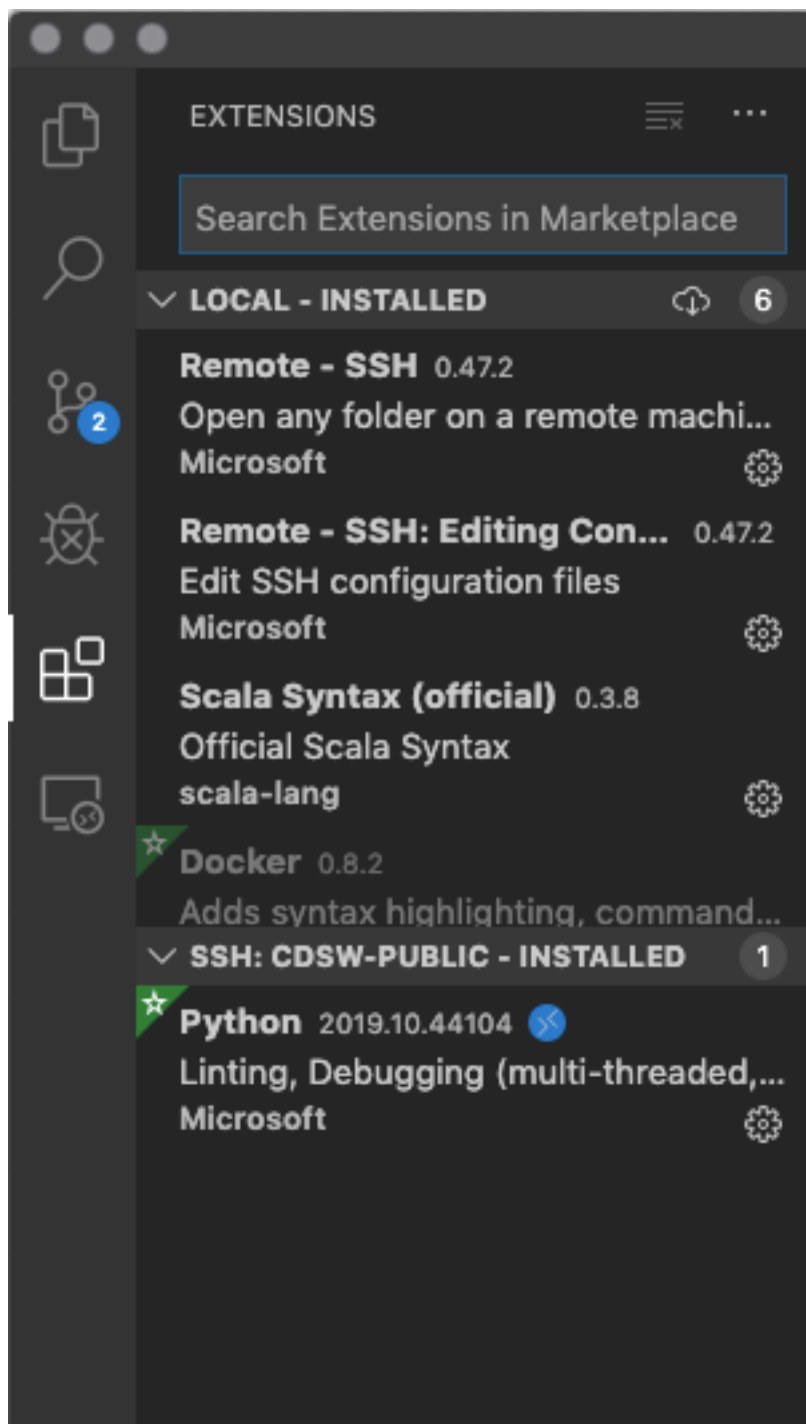 EXTENSIONS
Search Extensions in Marketplace
LOCAL - INSTALLED 6
Remote - SSH 0.47.2
Open any folder on a remote machi...
Microsoft
2
Remote - SSH: Editing Con... 0.47.2
Edit SSH configuration files
Microsoft
Scala Syntax (official) 0.3.8
Official Scala Syntax
scala-lang
Docker 0.8.2
Adds syntax highlighting, command...
SSH: CDSW-PUBLIC - INSTALLED 1
Python 2019.10.44104
Linting, Debugging (multi-threaded,...
Microsoft